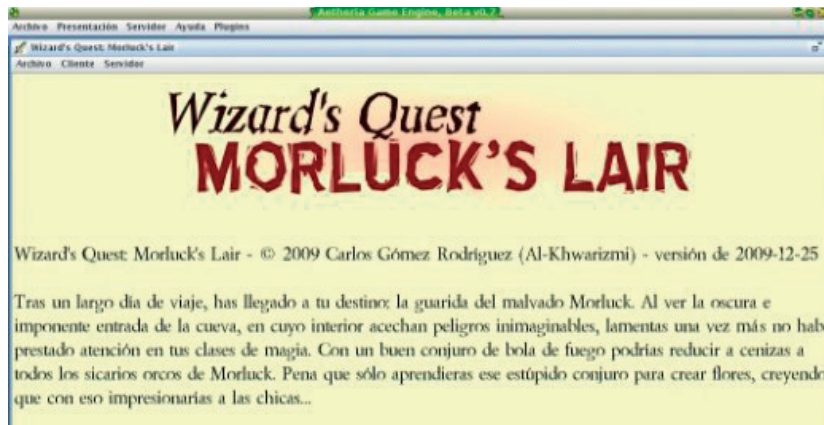 Aetheria Game Engine, Beta v0.7
Archivo Presentación Servidor Ayuda Plugins
Wizard's Quest: Morluck's Lair
Archivo Cliente Servidor
Wizard's Quest
MORLUCK'S LAIR
Wizard's Quest: Morluck's Lair - © 2009 Carlos Gómez Rodríguez (Al-Khwarizmi) - versión de 2009-12-25
Tras un largo día de viaje, has llegado a tu destino: la guarida del malvado Morluck. Al ver la oscura e
imponente entrada de la cueva, en cuyo interior acechan peligros inimaginables, lamentas una vez más no hab
prestado atención en tus clases de magia. Con un buen conjuro de bola de fuego podrías reducir a cenizas a
todos los sicarios orcos de Morluck. Pena que sólo aprendieras ese estúpido conjuro para crear flores, creyendo
que con eso impresionarías a las chicas...